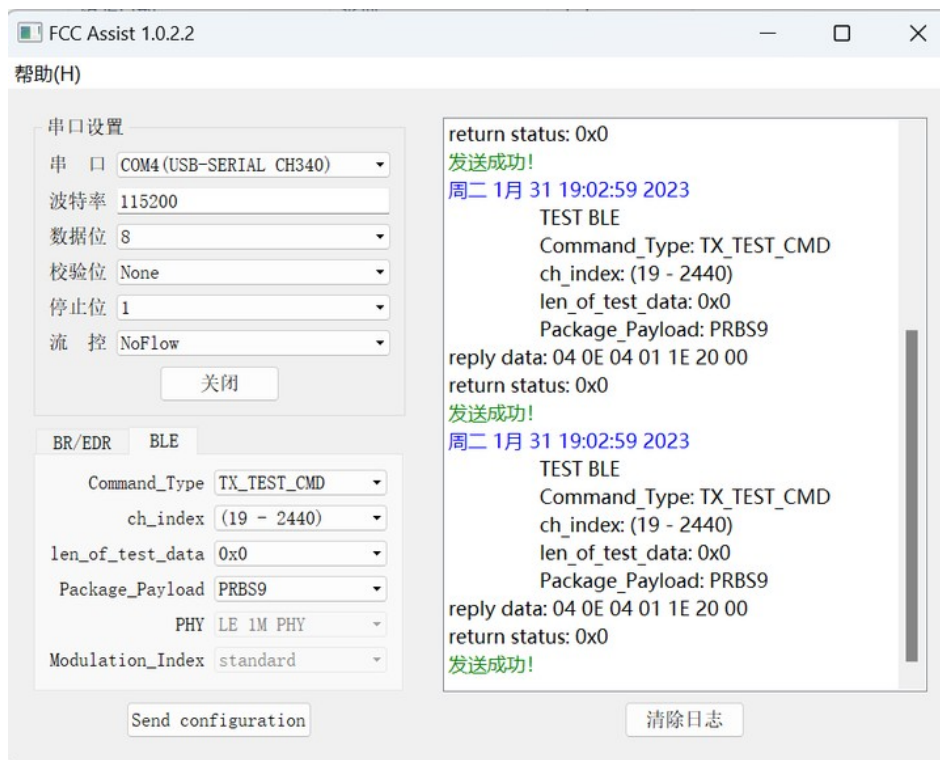 FCC Assist 1.0.2.2
帮助(H)
串口设置
串 口 COM4(USB-SERIAL CH340)
波特率 115200
数据位 8
校验位 None
停止位 1
流 控 NoFlow
关闭
BR/EDR BLE
Command_Type TX_TEST_CMD
ch_index (19 - 2440)
len_of_test_data 0x0
Package_Payload PRBS9
PHY LE 1M PHY
Modulation_Index standard
Send configuration
return status: 0x0
发送成功!
周二 1月 31 19:02:59 2023
TEST BLE
Command_Type: TX_TEST_CMD
ch_index: (19 - 2440)
len_of_test_data: 0x0
Package_Payload: PRBS9
reply data: 04 0E 04 01 1E 20 00
return status: 0x0
发送成功!
周二 1月 31 19:02:59 2023
TEST BLE
Command_Type: TX_TEST_CMD
ch_index: (19 - 2440)
len_of_test_data: 0x0
Package_Payload: PRBS9
reply data: 04 0E 04 01 1E 20 00
return status: 0x0
发送成功!
清除日志